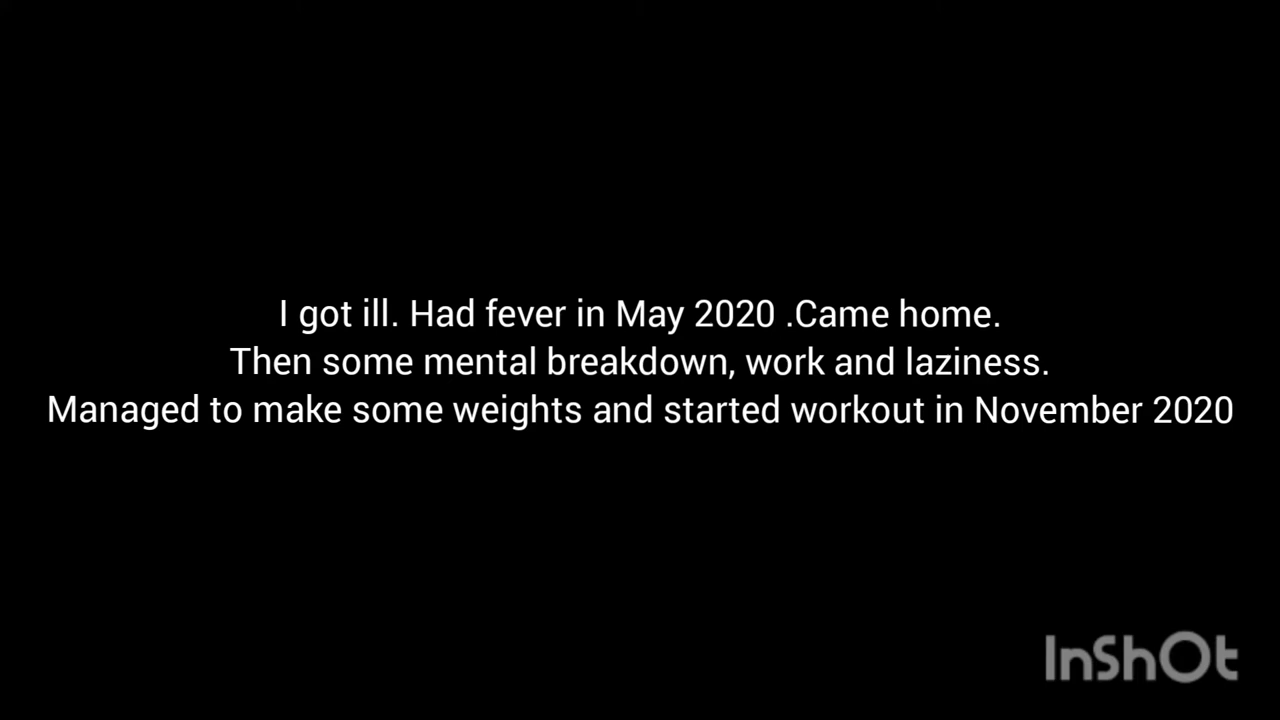 I got ill. Had fever in May 2020 .Came home.
Then some mental breakdown, work and laziness.
Managed to make some weights and started workout in November 2020
InShOt